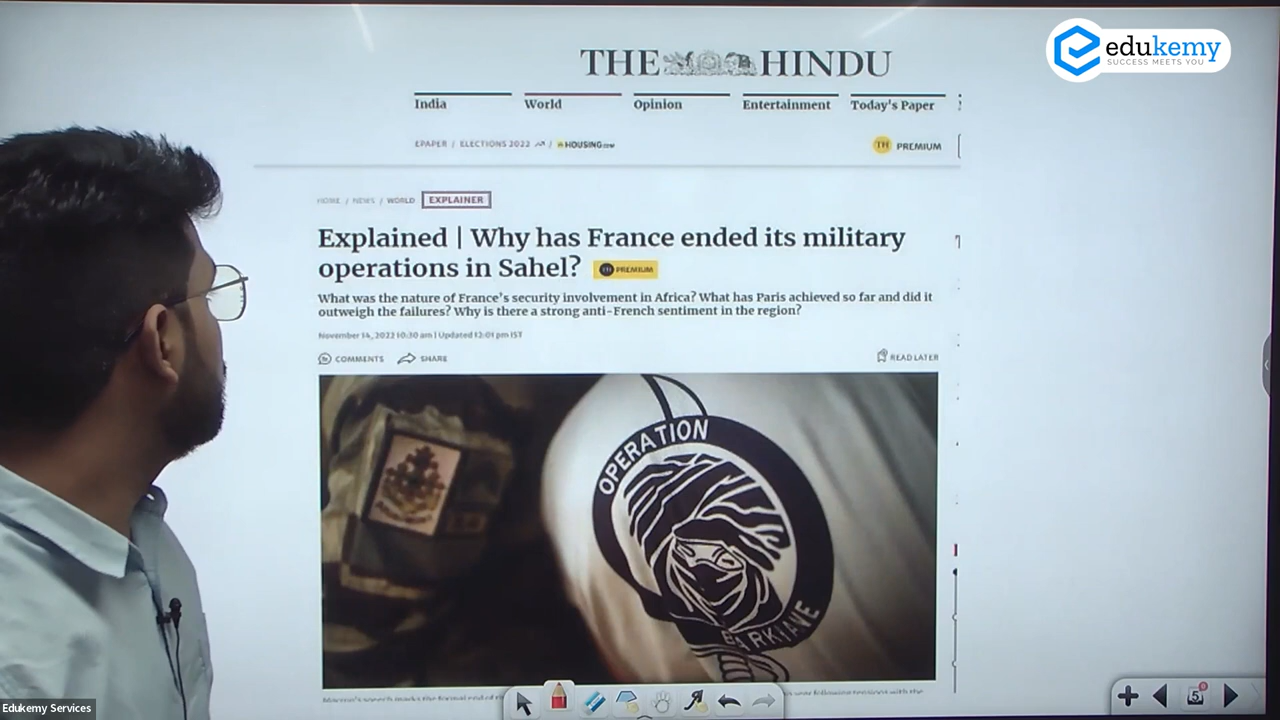 THE HINDU
edukemy
SUCCESS MEETS YOU
India World Opinion Entertainment Today's Paper
EPAPER / ELECTIONS 2022 / HOUSING.com
TH PREMIUM
HOME / NEWS / WORLD EXPLAINER
Explained | Why has France ended its military
operations in Sahel? TH PREMIUM
What was the nature of France's security involvement in Africa? What has Paris achieved so far and did it
outweigh the failures? Why is there a strong anti-French sentiment in the region?
November 14, 2022 10:30 am | Updated 12:01 pm IST
COMMENTS SHARE READ LATER
OPERATION
BARKHANE
5
Edukemy Services